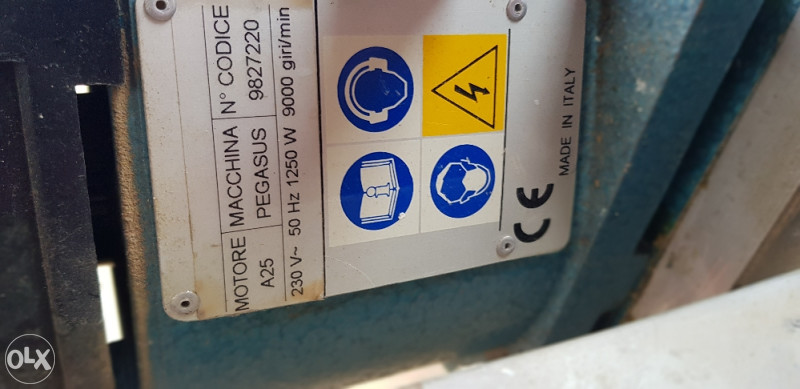 MOTORE MACCHINA N° CODICE
A25 PEGASUS 9827220
230 V~ 50 Hz 1250 W 9000 giri/min
CE
MADE IN ITALY
OLX